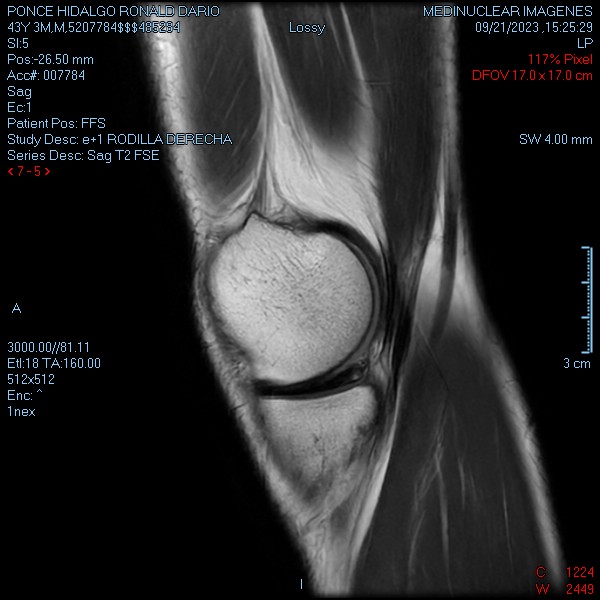 PONCE HIDALGO RONALD DARIO
43Y 3M,M,5207784$$$485284
Sl:5
Pos:-26.50 mm
Acc#: 007784
Sag
Ec:1
Patient Pos: FFS
Study Desc: e+1 RODILLA DERECHA
Series Desc: Sag T2 FSE
< 7 - 5 >
Lossy
MEDINUCLEAR IMAGENES
09/21/2023 ,15:25:29
LP
117% Pixel
DFOV 17.0 x 17.0 cm
SW 4.00 mm
A
3 cm
3000.00//81.11
Etl:18 TA:160.00
512x512
Enc: ^
1nex
I
C 1224
W 2449